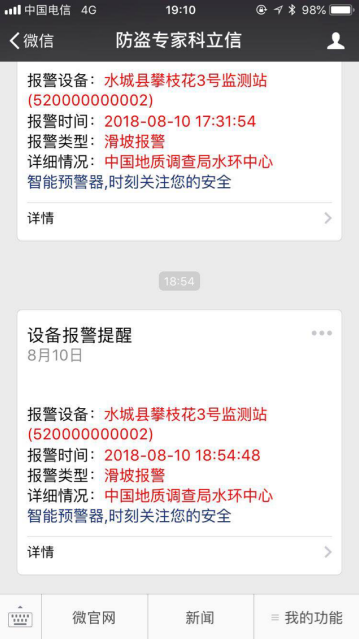 中国电信 4G 19:10 98%
微信 防盗专家科立信
报警设备：水城县攀枝花3号监测站
(520000000002)
报警时间：2018-08-10 17:31:54
报警类型：滑坡报警
详细情况：中国地质调查局水环中心
智能预警器,时刻关注您的安全
详情
18:54
设备报警提醒
8月10日
报警设备：水城县攀枝花3号监测站
(520000000002)
报警时间：2018-08-10 18:54:48
报警类型：滑坡报警
详细情况：中国地质调查局水环中心
智能预警器,时刻关注您的安全
详情
微官网 新闻 我的功能